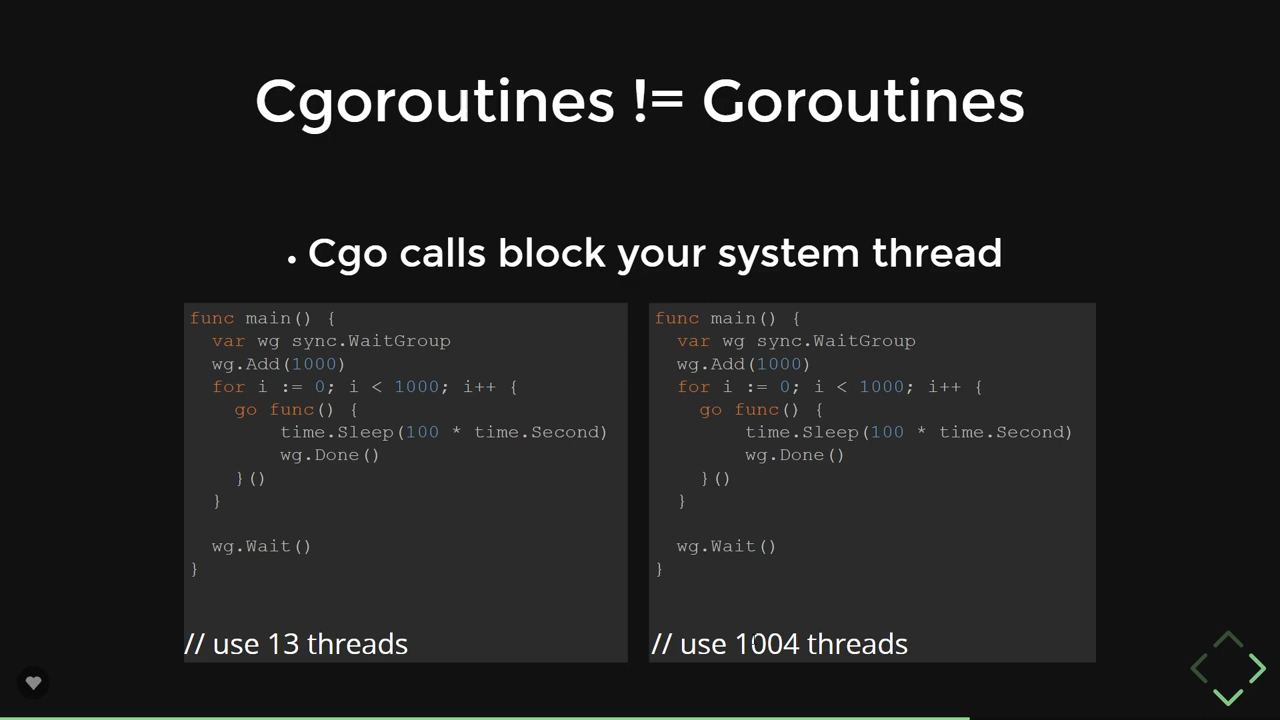 Cgoroutines != Goroutines
• Cgo calls block your system thread
func main() {
  var wg sync.WaitGroup
  wg.Add(1000)
  for i := 0; i < 1000; i++ {
    go func() {
        time.Sleep(100 * time.Second)
        wg.Done()
    }()
  }

  wg.Wait()
}
// use 13 threads
func main() {
  var wg sync.WaitGroup
  wg.Add(1000)
  for i := 0; i < 1000; i++ {
    go func() {
        time.Sleep(100 * time.Second)
        wg.Done()
    }()
  }

  wg.Wait()
}
// use 1004 threads